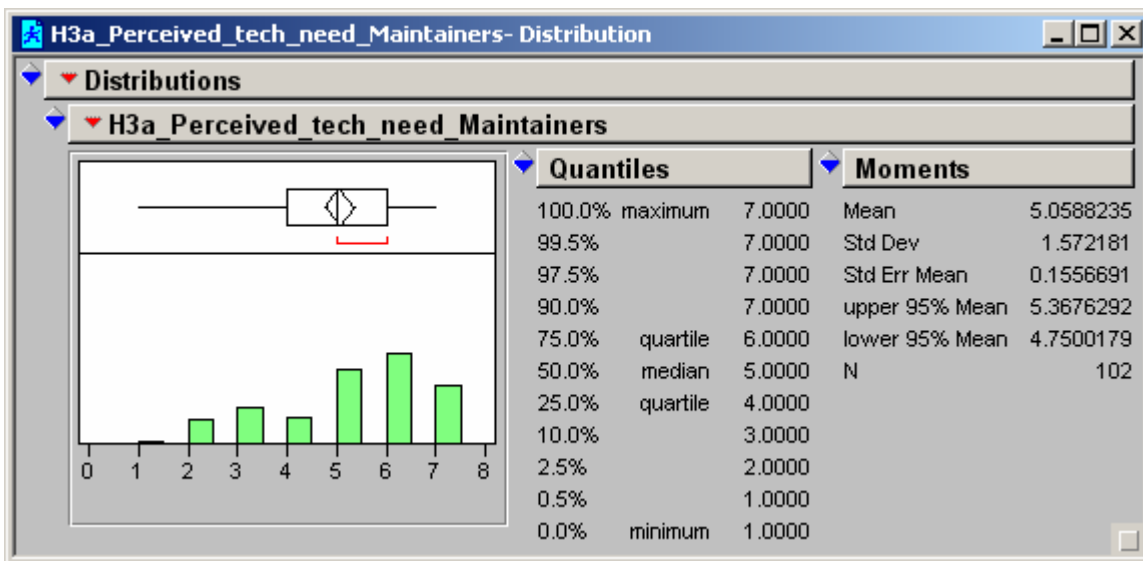 H3a_Perceived_tech_need_Maintainers- Distribution
Distributions
H3a_Perceived_tech_need_Maintainers
0 1 2 3 4 5 6 7 8
Quantiles
100.0% maximum 7.0000
99.5% 7.0000
97.5% 7.0000
90.0% 7.0000
75.0% quartile 6.0000
50.0% median 5.0000
25.0% quartile 4.0000
10.0% 3.0000
2.5% 2.0000
0.5% 1.0000
0.0% minimum 1.0000
Moments
Mean 5.0588235
Std Dev 1.572181
Std Err Mean 0.1556691
upper 95% Mean 5.3676292
lower 95% Mean 4.7500179
N 102